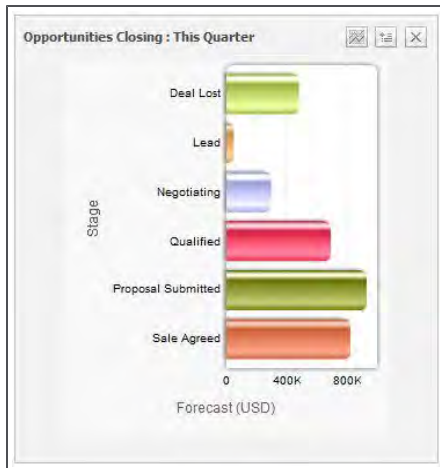 Opportunities Closing : This Quarter
Deal Lost
Lead
Negotiating
Stage
Qualified
Proposal Submitted
Sale Agreed
0 400K 800K
Forecast (USD)